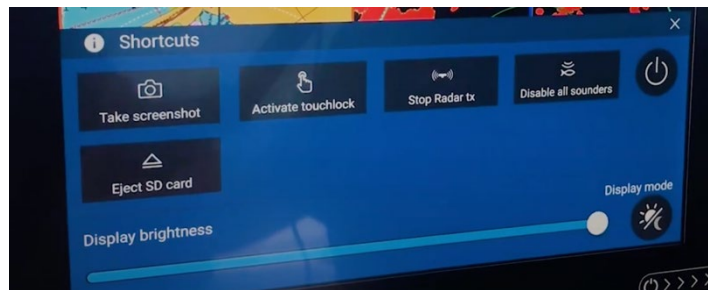 Shortcuts
Take screenshot
Activate touchlock
Stop Radar tx
Disable all sounders
Eject SD card
Display mode
Display brightness